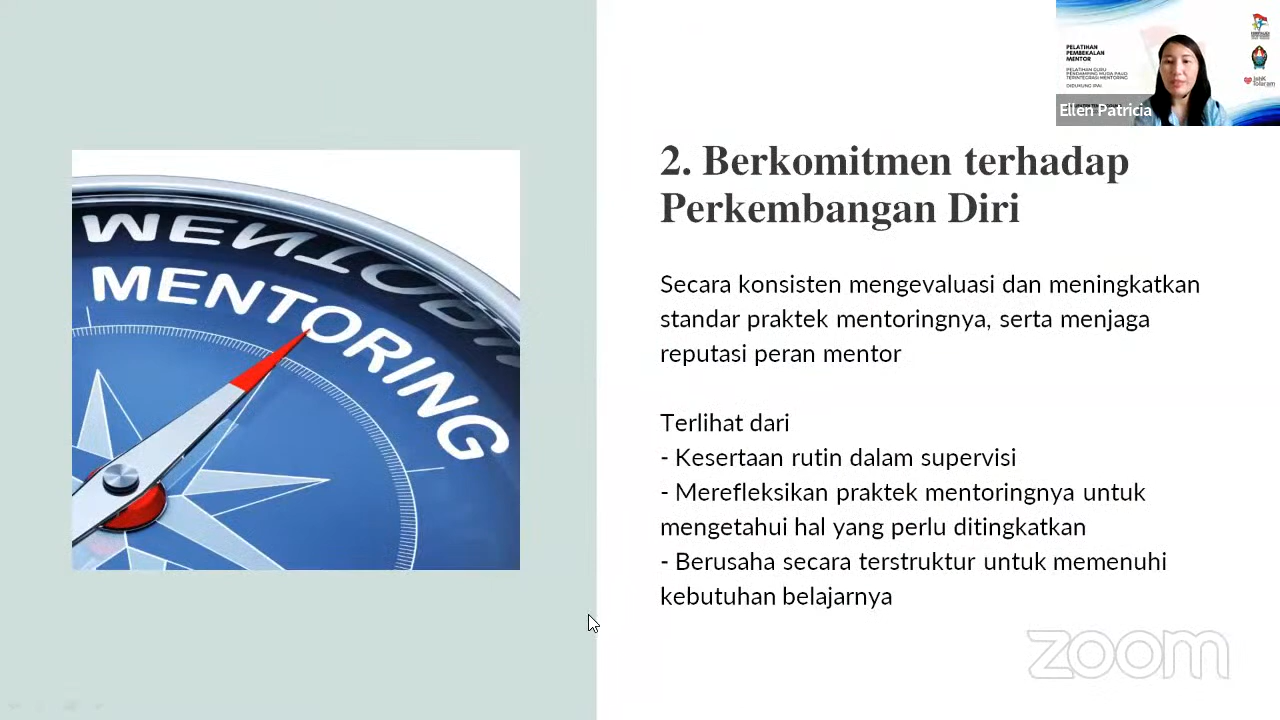 PELATIHAN
PEMBEKALAN
MENTOR
PELATIHAN GURU
PENDAMPING MUDA PAUD
TERINTEGRASI MENTORING
DIDUKUNG IPAI
Ellen Patricia
2. Berkomitmen terhadap
Perkembangan Diri
MENTORING
MENTORING
Secara konsisten mengevaluasi dan meningkatkan
standar praktek mentoringnya, serta menjaga
reputasi peran mentor
Terlihat dari
- Kesertaan rutin dalam supervisi
- Merefleksikan praktek mentoringnya untuk
mengetahui hal yang perlu ditingkatkan
- Berusaha secara terstruktur untuk memenuhi
kebutuhan belajarnya
zoom